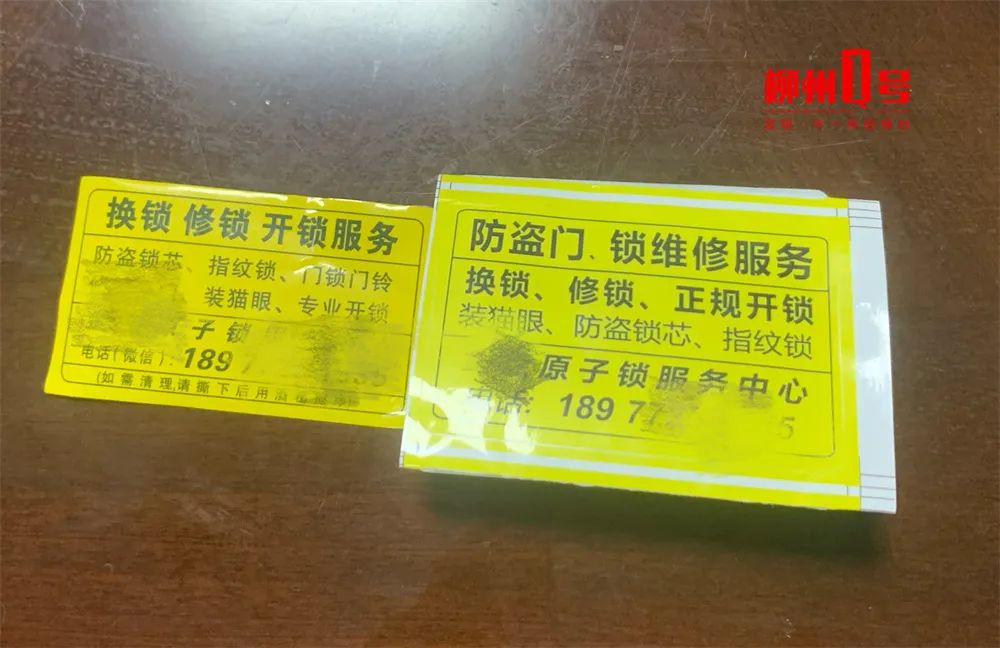 柳州Q号
换锁 修锁 开锁服务
防盗锁芯、指纹锁、门锁门铃
装猫眼、专业开锁
子锁
电话(微信):189 7
(如需清理,请撕下后用酒
防盗门、锁维修服务
换锁、修锁、正规开锁
装猫眼、防盗锁芯、指纹锁
原子锁服务中心
电话: 189 77 5